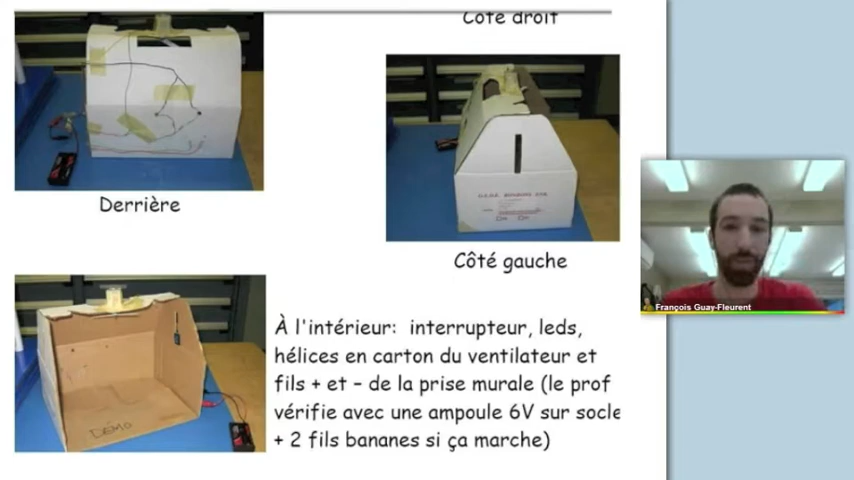 Côté droit
Derrière
Côté gauche
À l'intérieur: interrupteur, leds,
hélices en carton du ventilateur et
fils + et - de la prise murale (le prof
vérifie avec une ampoule 6V sur socle
+ 2 fils bananes si ça marche)
DÉMO
François Guay-Fleurent